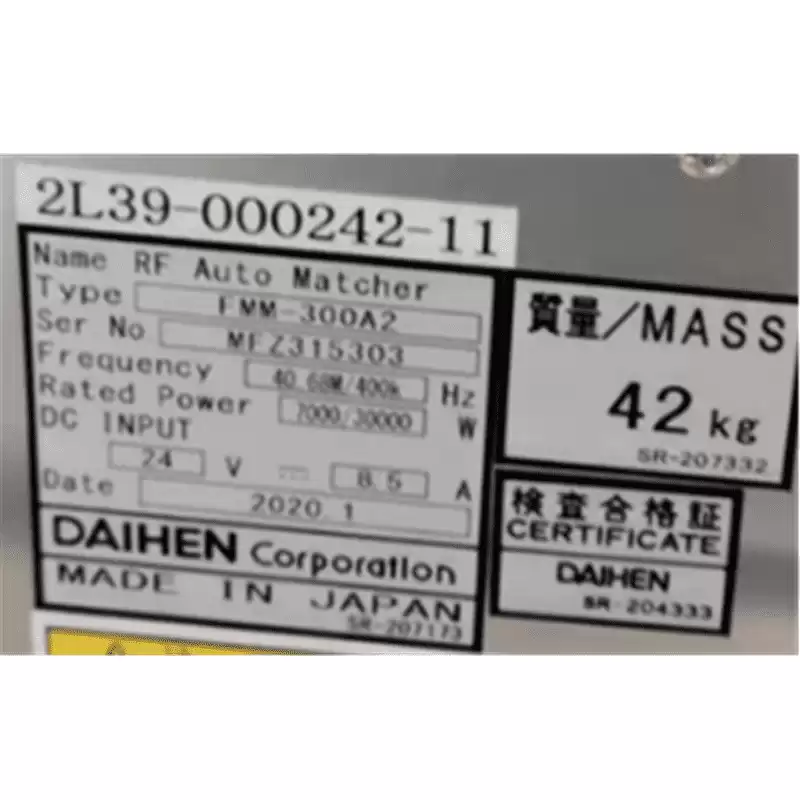 2L39-000242-11
Name RF Auto Matcher
Type FMM-300A2
Ser No MFZ315303
Frequency 40.68M/400k Hz
Rated Power 7000/30000 W
DC INPUT
24 V 8.5 A
Date 2020.1
DAIHEN Corporation
MADE IN JAPAN
SR-207173
質量/MASS
42 kg
SR-207332
検査合格証
CERTIFICATE
DAIHEN
SR-204333